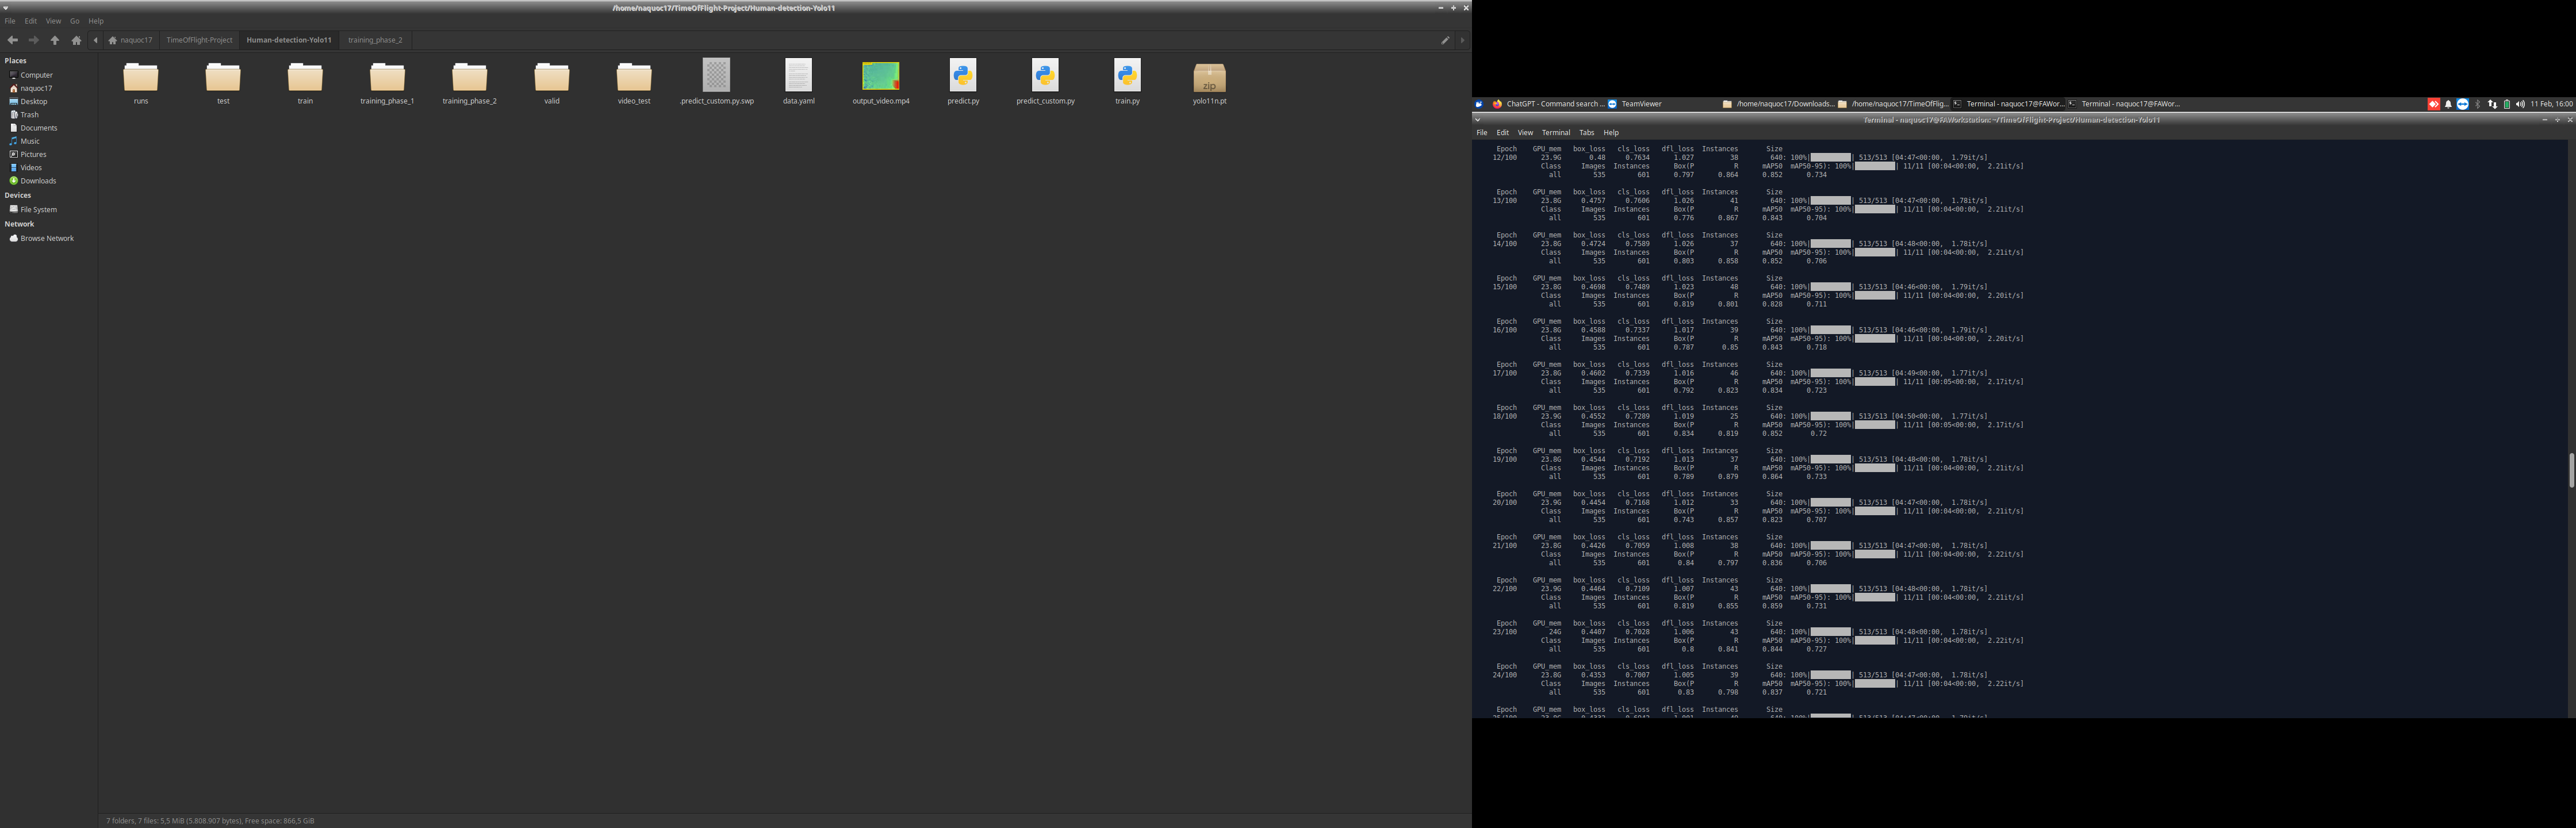 /home/naquoc17/TimeOfFlight-Project/Human-detection-Yolo11
File Edit View Go Help
naquoc17 TimeOfFlight-Project Human-detection-Yolo11 training_phase_2
Places
Computer
naquoc17
Desktop
Trash
Documents
Music
Pictures
Videos
Downloads
Devices
File System
Network
Browse Network
runs test train training_phase_1 training_phase_2 valid video_test .predict_custom.py.swp data.yaml output_video.mp4 predict.py predict_custom.py train.py yolo11n.pt
zip
7 folders, 7 files: 5,5 MiB (5.808.907 bytes), Free space: 866,5 GiB
ChatGPT - Command search ... TeamViewer /home/naquoc17/Downloads... /home/naquoc17/TimeOfFlig... Terminal - naquoc17@FAWor... Terminal - naquoc17@FAWor... 11 Feb, 16:00
Terminal - naquoc17@FAWorkstation: ~/TimeOfFlight-Project/Human-detection-Yolo11
File Edit View Terminal Tabs Help
Epoch GPU_mem box_loss cls_loss dfl_loss Instances Size
12/100 23.9G 0.48 0.7634 1.027 38 640: 100%| | 513/513 [04:47<00:00, 1.79it/s]
Class Images Instances Box(P R mAP50 mAP50-95): 100%| | 11/11 [00:04<00:00, 2.21it/s]
all 535 601 0.797 0.864 0.852 0.734
Epoch GPU_mem box_loss cls_loss dfl_loss Instances Size
13/100 23.8G 0.4757 0.7606 1.026 41 640: 100%| | 513/513 [04:47<00:00, 1.78it/s]
Class Images Instances Box(P R mAP50 mAP50-95): 100%| | 11/11 [00:04<00:00, 2.21it/s]
all 535 601 0.776 0.867 0.843 0.704
Epoch GPU_mem box_loss cls_loss dfl_loss Instances Size
14/100 23.8G 0.4724 0.7589 1.026 37 640: 100%| | 513/513 [04:48<00:00, 1.78it/s]
Class Images Instances Box(P R mAP50 mAP50-95): 100%| | 11/11 [00:04<00:00, 2.21it/s]
all 535 601 0.803 0.858 0.852 0.706
Epoch GPU_mem box_loss cls_loss dfl_loss Instances Size
15/100 23.8G 0.4698 0.7489 1.023 48 640: 100%| | 513/513 [04:46<00:00, 1.79it/s]
Class Images Instances Box(P R mAP50 mAP50-95): 100%| | 11/11 [00:04<00:00, 2.20it/s]
all 535 601 0.819 0.801 0.828 0.711
Epoch GPU_mem box_loss cls_loss dfl_loss Instances Size
16/100 23.8G 0.4588 0.7337 1.017 39 640: 100%| | 513/513 [04:46<00:00, 1.79it/s]
Class Images Instances Box(P R mAP50 mAP50-95): 100%| | 11/11 [00:04<00:00, 2.20it/s]
all 535 601 0.787 0.85 0.843 0.718
Epoch GPU_mem box_loss cls_loss dfl_loss Instances Size
17/100 23.8G 0.4602 0.7339 1.016 46 640: 100%| | 513/513 [04:49<00:00, 1.77it/s]
Class Images Instances Box(P R mAP50 mAP50-95): 100%| | 11/11 [00:05<00:00, 2.17it/s]
all 535 601 0.792 0.823 0.834 0.723
Epoch GPU_mem box_loss cls_loss dfl_loss Instances Size
18/100 23.9G 0.4552 0.7289 1.019 25 640: 100%| | 513/513 [04:50<00:00, 1.77it/s]
Class Images Instances Box(P R mAP50 mAP50-95): 100%| | 11/11 [00:05<00:00, 2.17it/s]
all 535 601 0.834 0.819 0.852 0.72
Epoch GPU_mem box_loss cls_loss dfl_loss Instances Size
19/100 23.8G 0.4544 0.7192 1.013 37 640: 100%| | 513/513 [04:48<00:00, 1.78it/s]
Class Images Instances Box(P R mAP50 mAP50-95): 100%| | 11/11 [00:04<00:00, 2.21it/s]
all 535 601 0.789 0.879 0.864 0.733
Epoch GPU_mem box_loss cls_loss dfl_loss Instances Size
20/100 23.9G 0.4454 0.7168 1.012 33 640: 100%| | 513/513 [04:47<00:00, 1.78it/s]
Class Images Instances Box(P R mAP50 mAP50-95): 100%| | 11/11 [00:04<00:00, 2.21it/s]
all 535 601 0.743 0.857 0.823 0.707
Epoch GPU_mem box_loss cls_loss dfl_loss Instances Size
21/100 23.8G 0.4426 0.7059 1.008 38 640: 100%| | 513/513 [04:47<00:00, 1.78it/s]
Class Images Instances Box(P R mAP50 mAP50-95): 100%| | 11/11 [00:04<00:00, 2.22it/s]
all 535 601 0.84 0.797 0.836 0.706
Epoch GPU_mem box_loss cls_loss dfl_loss Instances Size
22/100 23.9G 0.4464 0.7109 1.007 43 640: 100%| | 513/513 [04:48<00:00, 1.78it/s]
Class Images Instances Box(P R mAP50 mAP50-95): 100%| | 11/11 [00:04<00:00, 2.21it/s]
all 535 601 0.819 0.855 0.859 0.731
Epoch GPU_mem box_loss cls_loss dfl_loss Instances Size
23/100 24G 0.4407 0.7028 1.006 43 640: 100%| | 513/513 [04:48<00:00, 1.78it/s]
Class Images Instances Box(P R mAP50 mAP50-95): 100%| | 11/11 [00:04<00:00, 2.22it/s]
all 535 601 0.8 0.841 0.844 0.727
Epoch GPU_mem box_loss cls_loss dfl_loss Instances Size
24/100 23.8G 0.4353 0.7007 1.005 39 640: 100%| | 513/513 [04:47<00:00, 1.78it/s]
Class Images Instances Box(P R mAP50 mAP50-95): 100%| | 11/11 [00:04<00:00, 2.22it/s]
all 535 601 0.83 0.798 0.837 0.721
Epoch GPU_mem box_loss cls_loss dfl_loss Instances Size